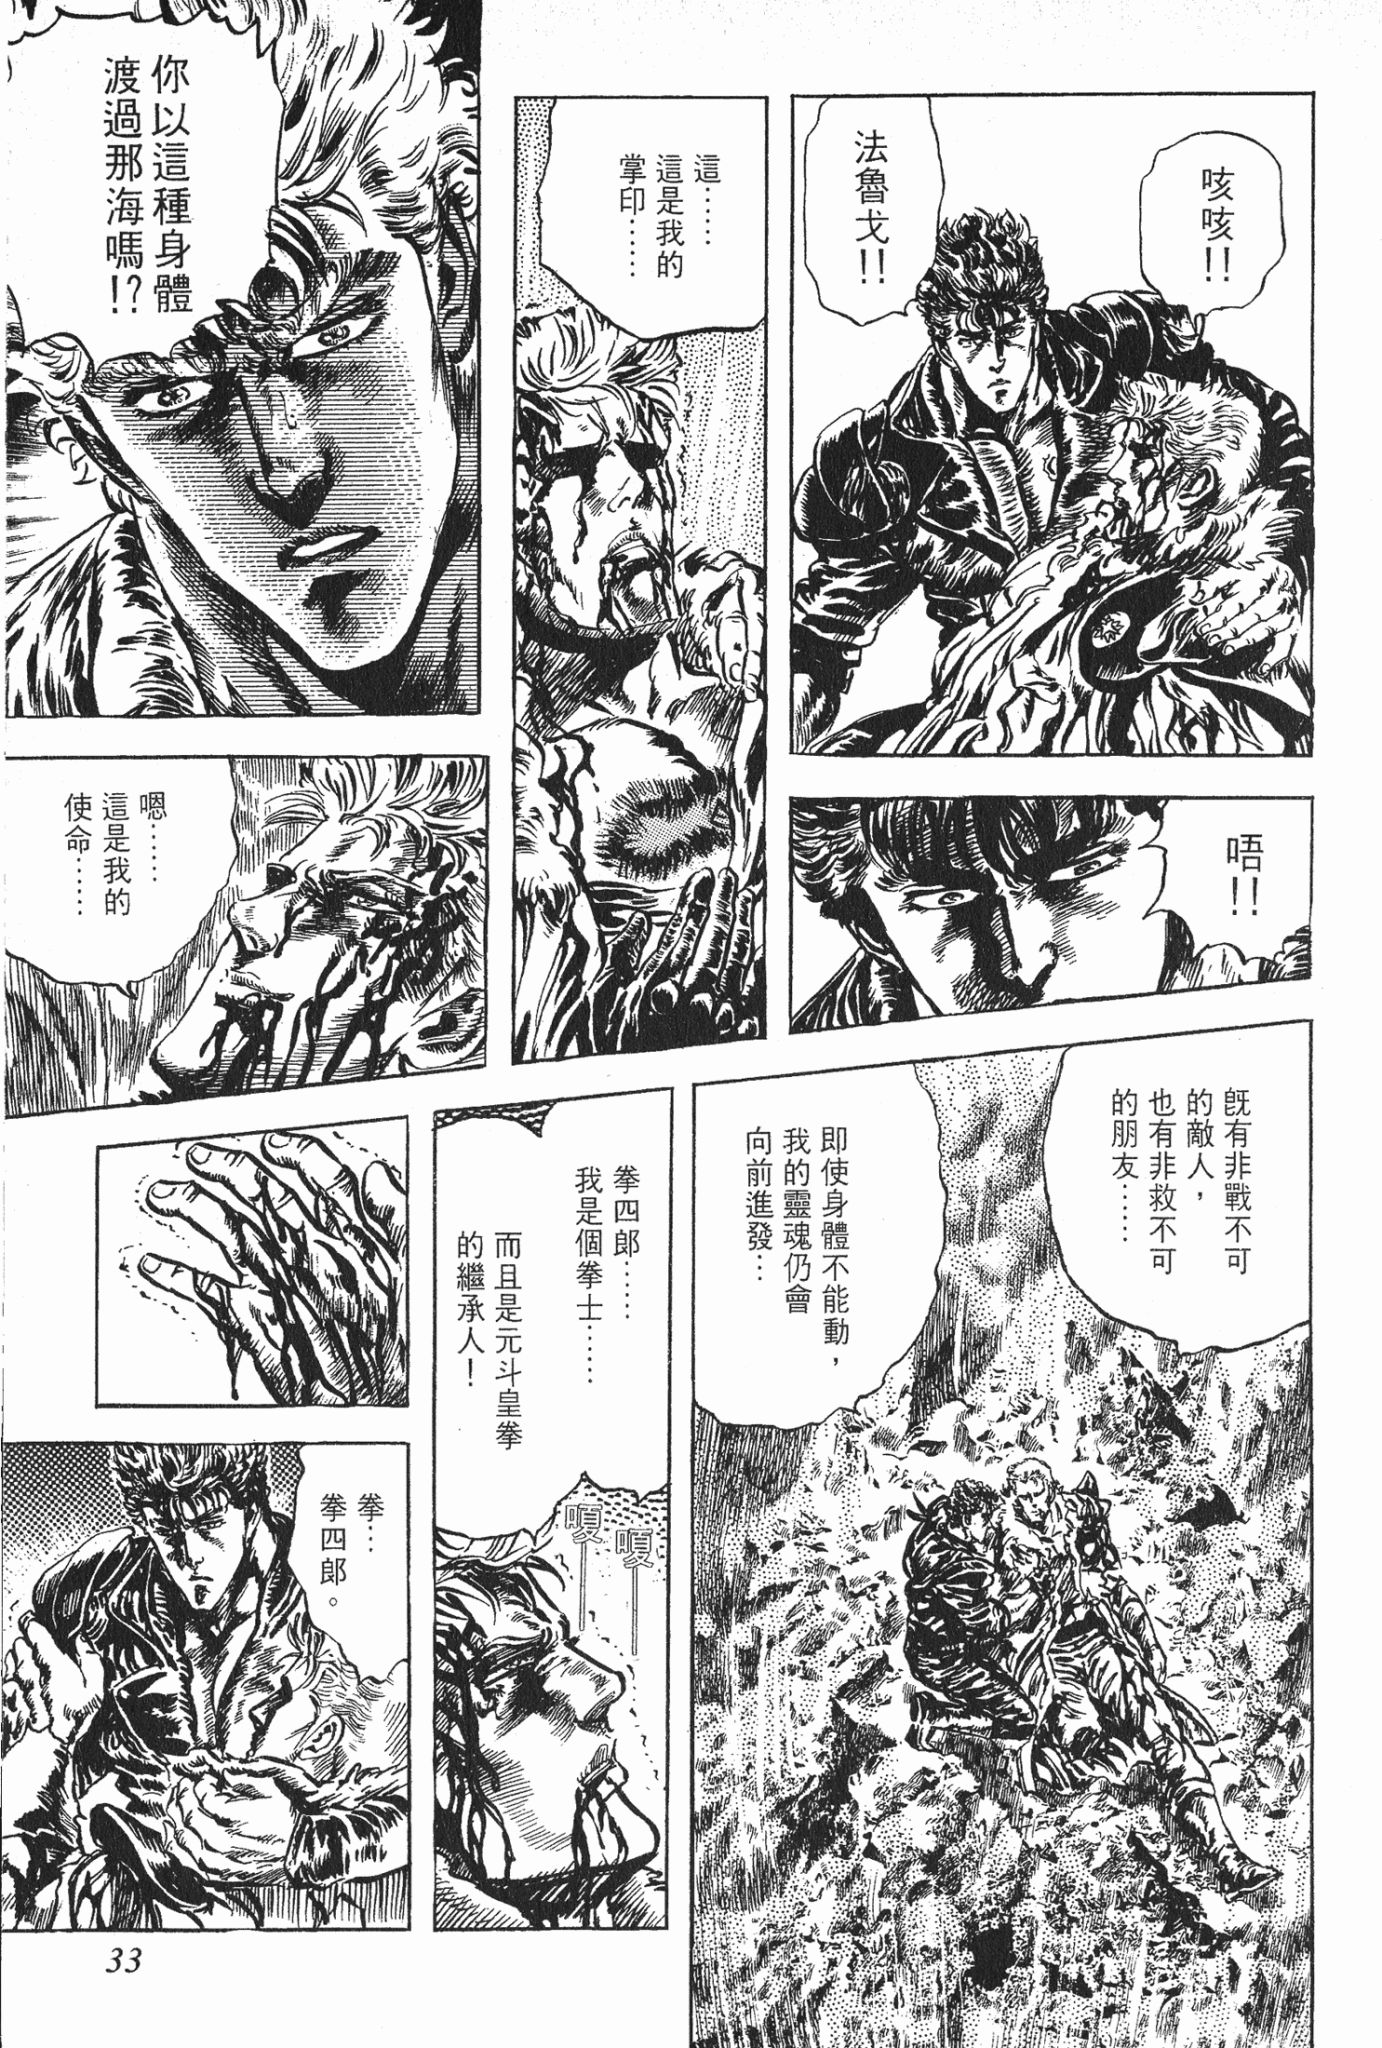 咳咳!!
法魯戈!!
唔!!
這……
這是我的
掌印……
你以這種身體
渡過那海嗎!?
嗯……
這是我的
使命……
既有非戰不可
的敵人，
也有非救不可
的朋友……
即使身體不能動，
我的靈魂仍會
向前進發…
拳四郎……
我是個拳士……
而且是元斗皇拳
的繼承人！
嗄
嗄
拳…
拳四郎。
33